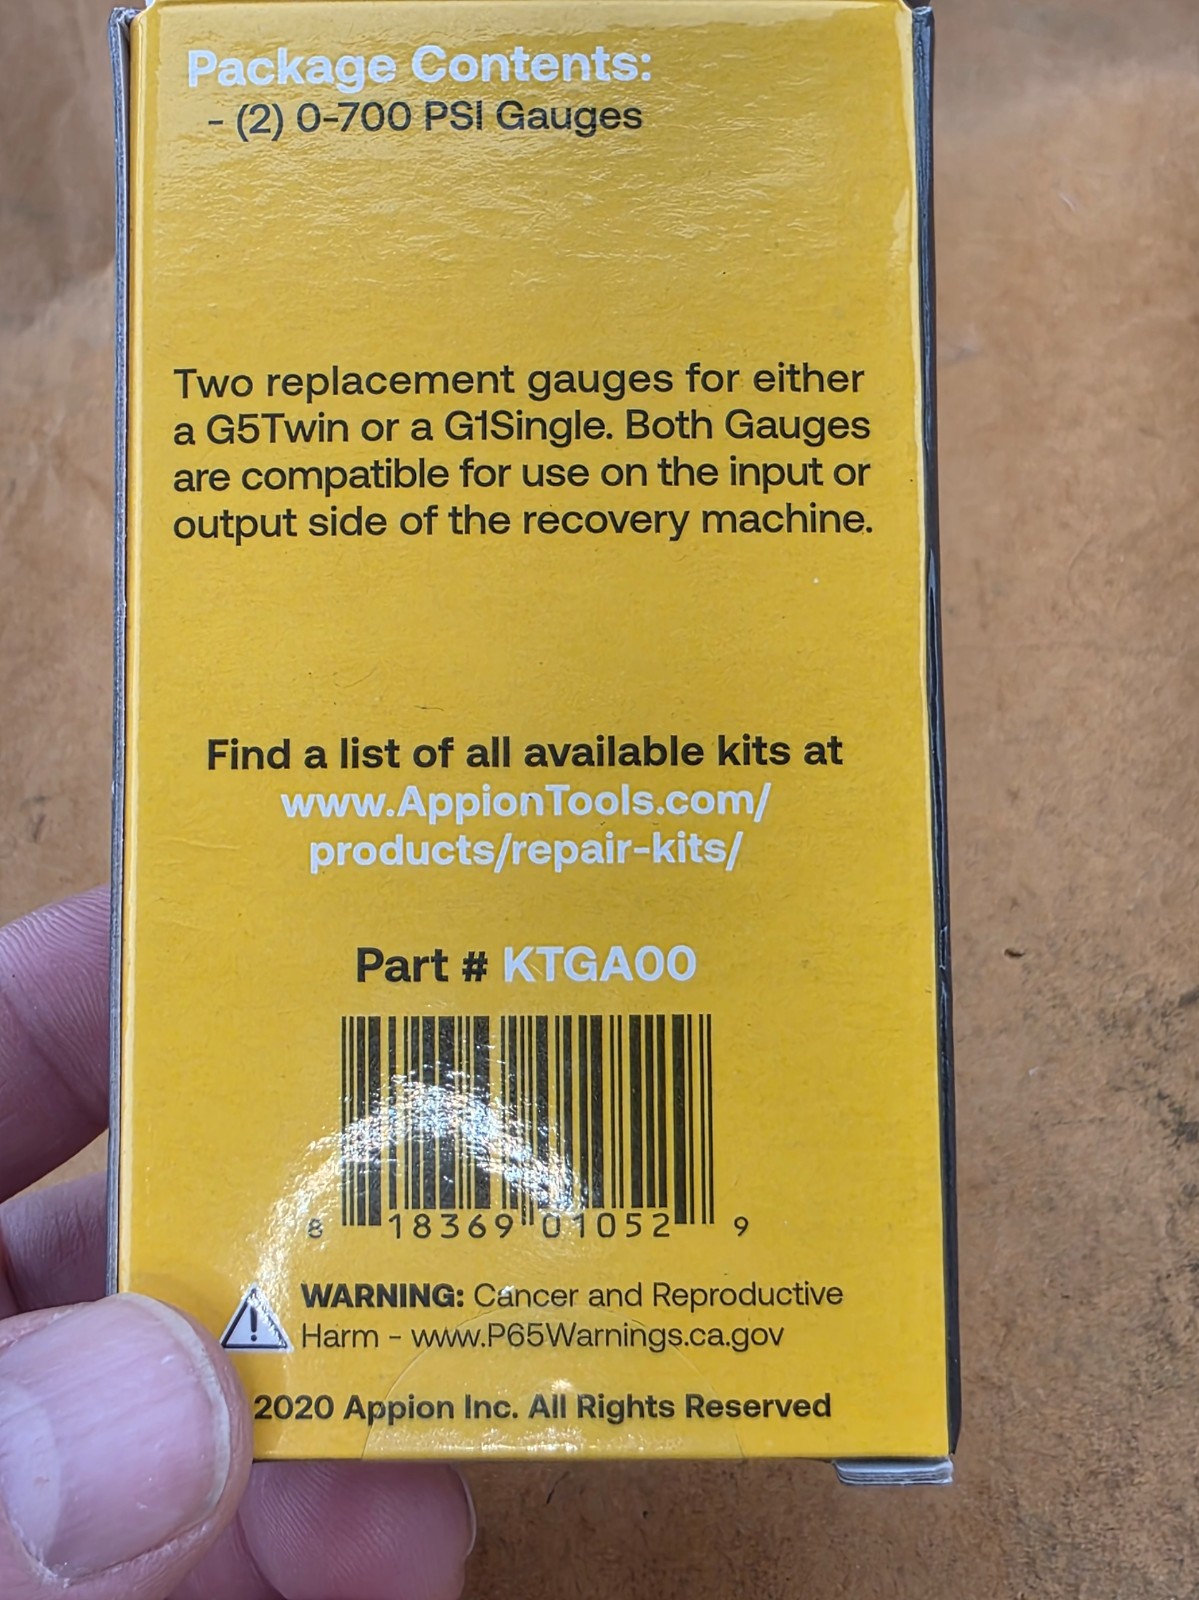 Package Contents:
- (2) 0-700 PSI Gauges
Two replacement gauges for either
a G5Twin or a G1Single. Both Gauges
are compatible for use on the input or
output side of the recovery machine.
Find a list of all available kits at
www.AppionTools.com/
products/repair-kits/
Part # KTGA00
8 18369 01052 9
WARNING: Cancer and Reproductive
Harm - www.P65Warnings.ca.gov
2020 Appion Inc. All Rights Reserved